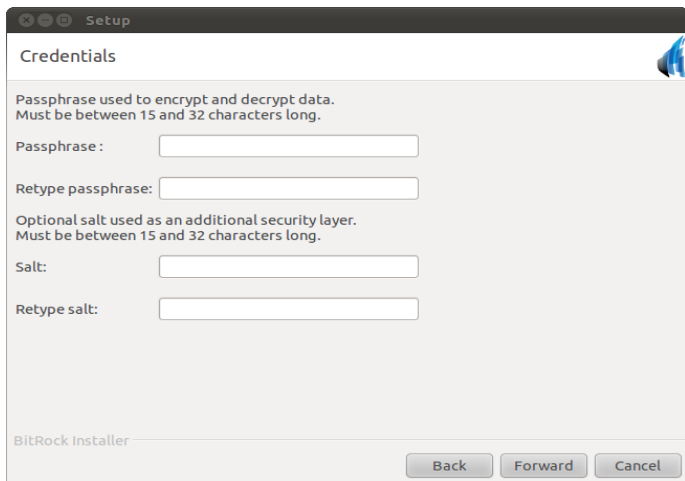 Setup
Credentials
Passphrase used to encrypt and decrypt data.
Must be between 15 and 32 characters long.
Passphrase :
Retype passphrase:
Optional salt used as an additional security layer.
Must be between 15 and 32 characters long.
Salt:
Retype salt:
BitRock Installer
Back Forward Cancel